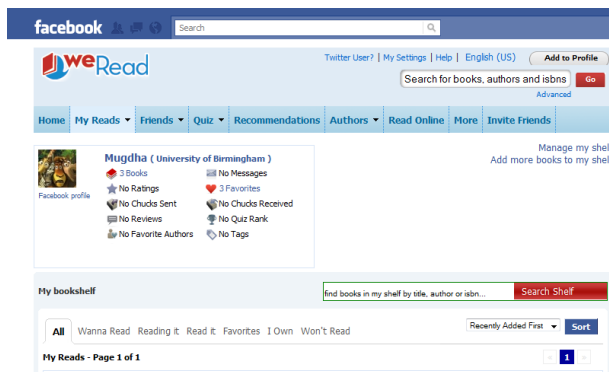 facebook Search
weRead
Twitter User? | My Settings | Help | English (US) Add to Profile
Search for books, authors and isbns Go
Advanced
Home My Reads Friends Quiz Recommendations Authors Read Online More Invite Friends
Manage my shel
Add more books to my shel
Mugdha ( University of Birmingham )
3 Books No Messages
No Ratings 3 Favorites
Facebook profile
No Chucks Sent No Chucks Received
No Reviews No Quiz Rank
No Favorite Authors No Tags
My bookshelf
find books in my shelf by title, author or isbn... Search Shelf
All Wanna Read Reading it Read it Favorites I Own Won't Read Recently Added First Sort
My Reads - Page 1 of 1 « 1 »